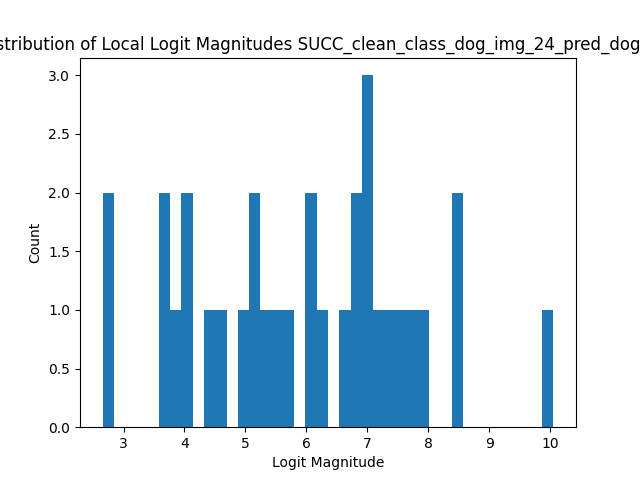 stribution of Local Logit Magnitudes SUCC_clean_class_dog_img_24_pred_dog
3.0
2.5
2.0
1.5
1.0
0.5
0.0
Count
3 4 5 6 7 8 9 10
Logit Magnitude